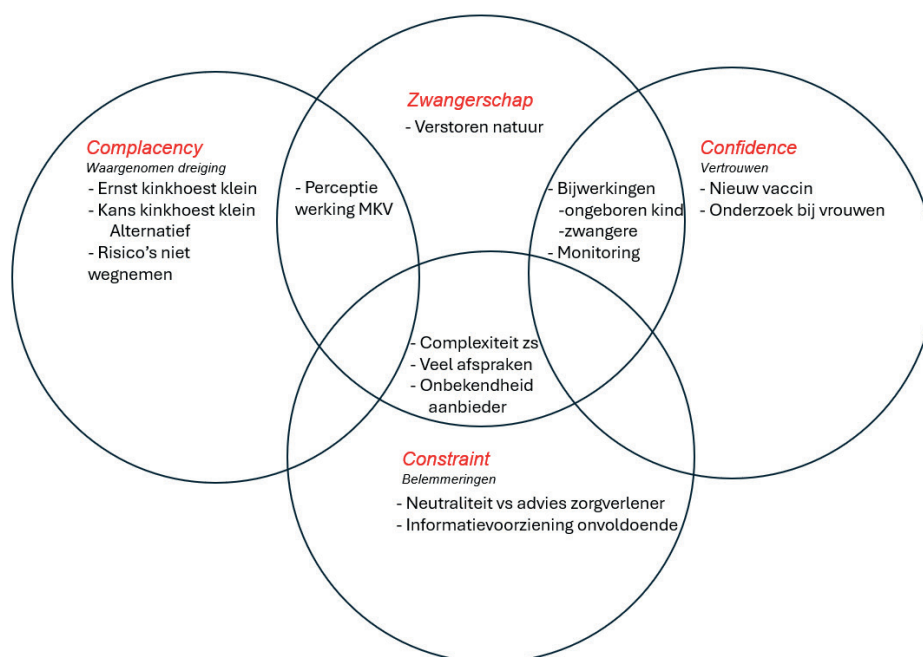 Zwangerschap
- Verstoren natuur
Complacency
Waargenomen dreiging
- Ernst kinkhoest klein
- Kans kinkhoest klein
Alternatief
- Risico's niet
wegnemen
- Perceptie
werking MKV
- Bijwerkingen
-ongeboren kind
-zwangere
- Monitoring
Confidence
Vertrouwen
- Nieuw vaccin
- Onderzoek bij vrouwen
- Complexiteit zs
- Veel afspraken
- Onbekendheid
aanbieder
Constraint
Belemmeringen
- Neutraliteit vs advies zorgverlener
- Informatievoorziening onvoldoende